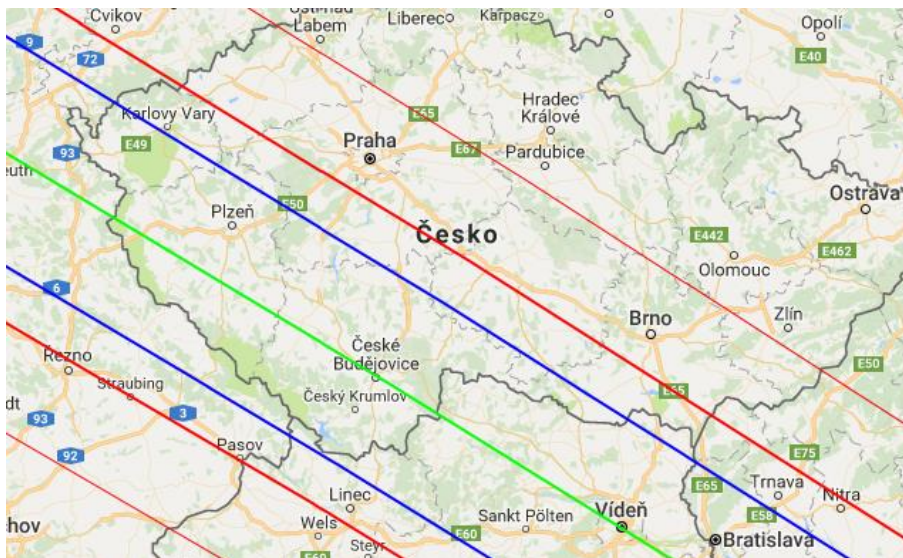 Cvikov
Labem
Liberec
Karpacz
Opolí
9
72
E40
Karlovy Vary
E65
Hradec
Králové
E49
Praha
E67
Pardubice
93
Ostrava
Plzeň
E50
Česko
E442
E462
Olomouc
6
Brno
Zlín
Řezno
České
Budějovice
E50
Straubing
Český Krumlov
E65
93
3
92
Pasov
E75
Trnava
Nitra
E65
Linec
Vídeň
Wels
E60
Sankt Pölten
E58
Steyr
Bratislava